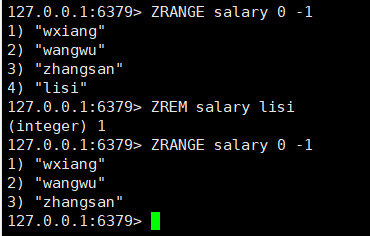 127.0.0.1:6379> ZRANGE salary 0 -1
1) "wxiang"
2) "wangwu"
3) "zhangsan"
4) "lisi"
127.0.0.1:6379> ZREM salary lisi
(integer) 1
127.0.0.1:6379> ZRANGE salary 0 -1
1) "wxiang"
2) "wangwu"
3) "zhangsan"
127.0.0.1:6379>